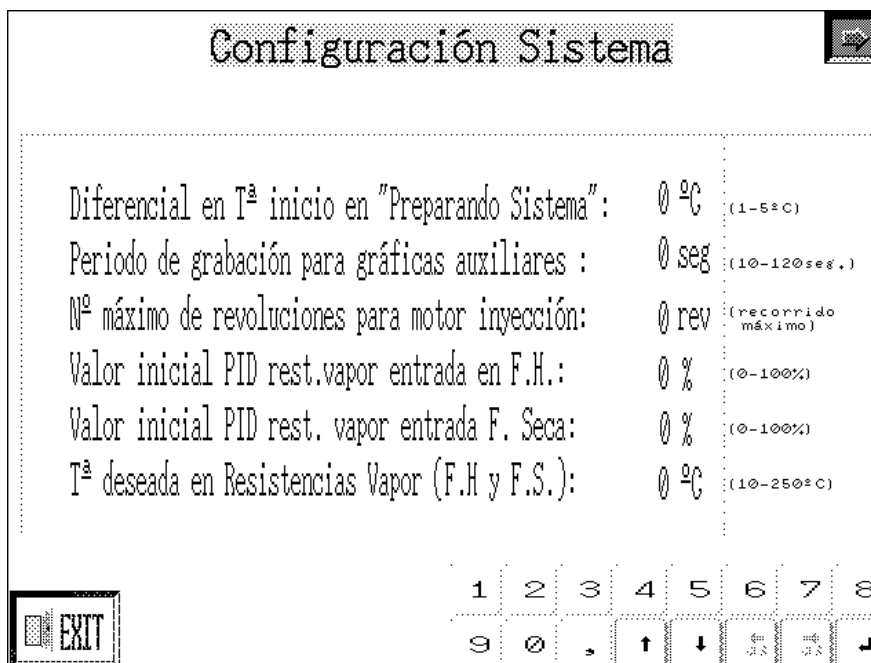 Configuración Sistema
Diferencial en Tª inicio en "Preparando Sistema": 0 ºC (1-5ºC)
Periodo de grabación para gráficas auxiliares : 0 seg (10-120seg.)
Nº máximo de revoluciones para motor inyección: 0 rev (recorrido máximo)
Valor inicial PID rest.vapor entrada en F.H.: 0 % (0-100%)
Valor inicial PID rest. vapor entrada F. Seca: 0 % (0-100%)
Tª deseada en Resistencias Vapor (F.H y F.S.): 0 ºC (10-250ºC)
1 2 3 4 5 6 7 8
EXIT
9 0 ,